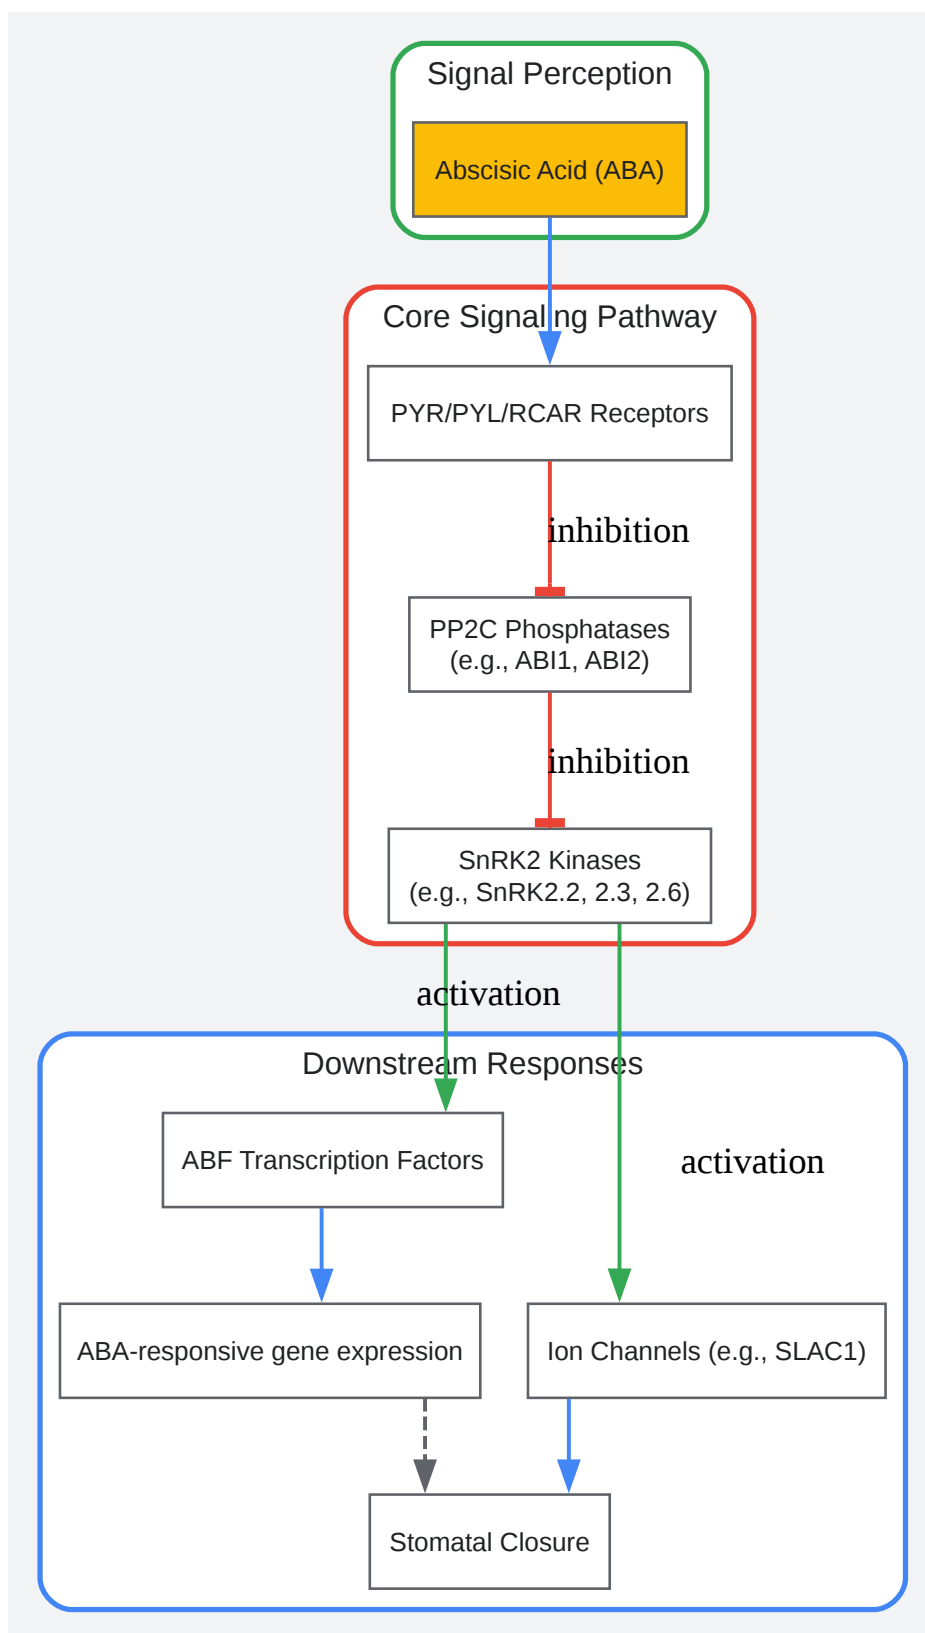 Signal Perception
Abscisic Acid (ABA)
Core Signaling Pathway
PYR/PYL/RCAR Receptors
inhibition
PP2C Phosphatases
(e.g., ABI1, ABI2)
inhibition
SnRK2 Kinases
(e.g., SnRK2.2, 2.3, 2.6)
activation
Downstream Responses
ABF Transcription Factors
activation
ABA-responsive gene expression
Ion Channels (e.g., SLAC1)
Stomatal Closure